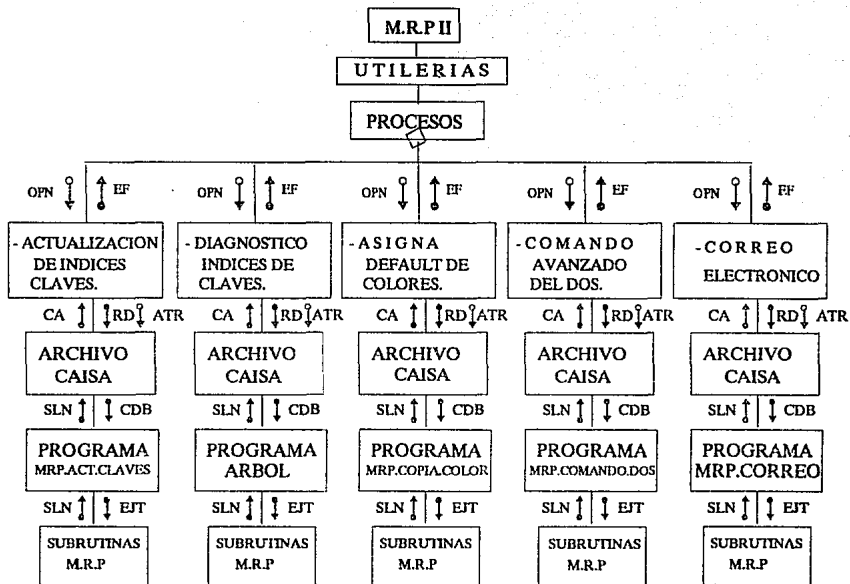 M.R.P II
UTILERIAS
PROCESOS
OPN EF OPN EF OPN EF OPN EF OPN EF
- ACTUALIZACION
DE INDICES
CLAVES.
- DIAGNOSTICO
INDICES DE
CLAVES.
- ASIGNA
DEFAULT DE
COLORES.
- COMANDO
AVANZADO
DEL DOS.
- CORREO
ELECTRONICO
CA RD ATR CA RD ATR CA RD ATR CA RD ATR CA RD ATR
ARCHIVO
CAISA
ARCHIVO
CAISA
ARCHIVO
CAISA
ARCHIVO
CAISA
ARCHIVO
CAISA
SLN CDB SLN CDB SLN CDB SLN CDB SLN CDB
PROGRAMA
MRP.ACT.CLAVES
PROGRAMA
ARBOL
PROGRAMA
MRP.COPIA.COLOR
PROGRAMA
MRP.COMANDO.DOS
PROGRAMA
MRP.CORREO
SLN EJT SLN EJT SLN EJT SLN EJT SLN EJT
SUBRUTINAS
M.R.P
SUBRUTINAS
M.R.P
SUBRUTINAS
M.R.P
SUBRUTINAS
M.R.P
SUBRUTINAS
M.R.P